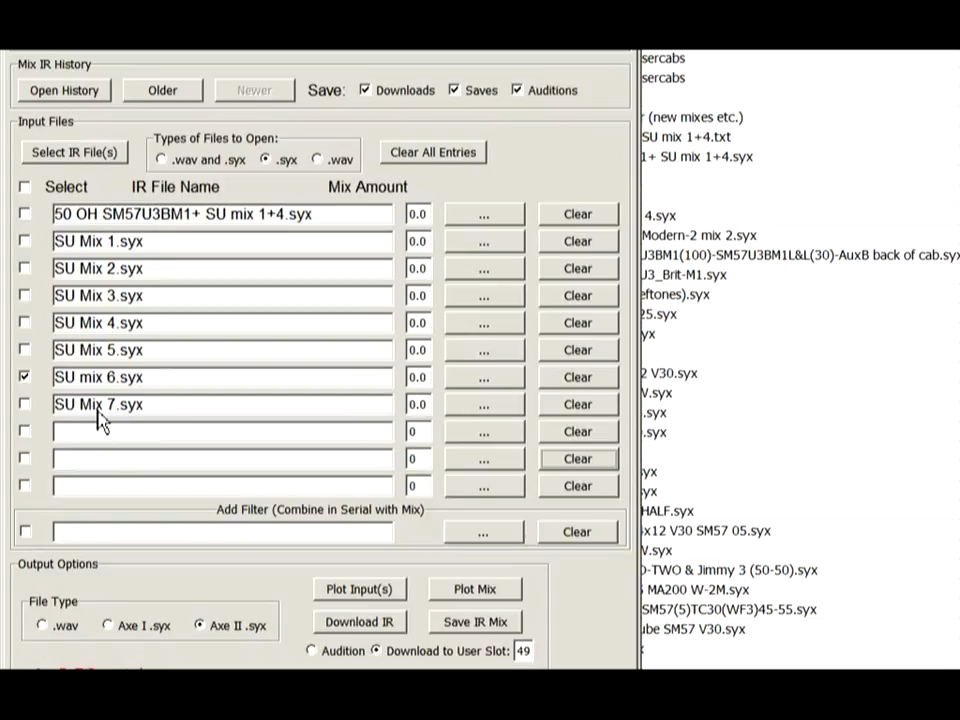 Mix IR History
Open History Older Newer Save: Downloads Saves Auditions
Input Files
Select IR File(s) Types of Files to Open: .wav and .syx .syx .wav Clear All Entries
Select IR File Name Mix Amount
50 OH SM57U3BM1+ SU mix 1+4.syx 0.0 ... Clear
SU Mix 1.syx 0.0 ... Clear
SU Mix 2.syx 0.0 ... Clear
SU Mix 3.syx 0.0 ... Clear
SU Mix 4.syx 0.0 ... Clear
SU Mix 5.syx 0.0 ... Clear
SU mix 6.syx 0.0 ... Clear
SU Mix 7.syx 0.0 ... Clear
0 ... Clear
0 ... Clear
0 ... Clear
Add Filter (Combine in Serial with Mix)
... Clear
Output Options
File Type
.wav Axe I .syx Axe II .syx
Plot Input(s) Plot Mix
Download IR Save IR Mix
Audition Download to User Slot: 49
sercabs
sercabs
(new mixes etc.)
SU mix 1+4.txt
1+ SU mix 1+4.syx
4.syx
Modern-2 mix 2.syx
J3BM1(100)-SM57U3BM1L&L(30)-AuxB back of cab.syx
J3_Brit-M1.syx
eftones).syx
25.syx
yx
2 V30.syx
V.syx
.syx
.syx
yx
yx
HALF.syx
x12 V30 SM57 05.syx
V.syx
-TWO & Jimmy 3 (50-50).syx
MA200 W-2M.syx
SM57(5)TC30(WF3)45-55.syx
ube SM57 V30.syx